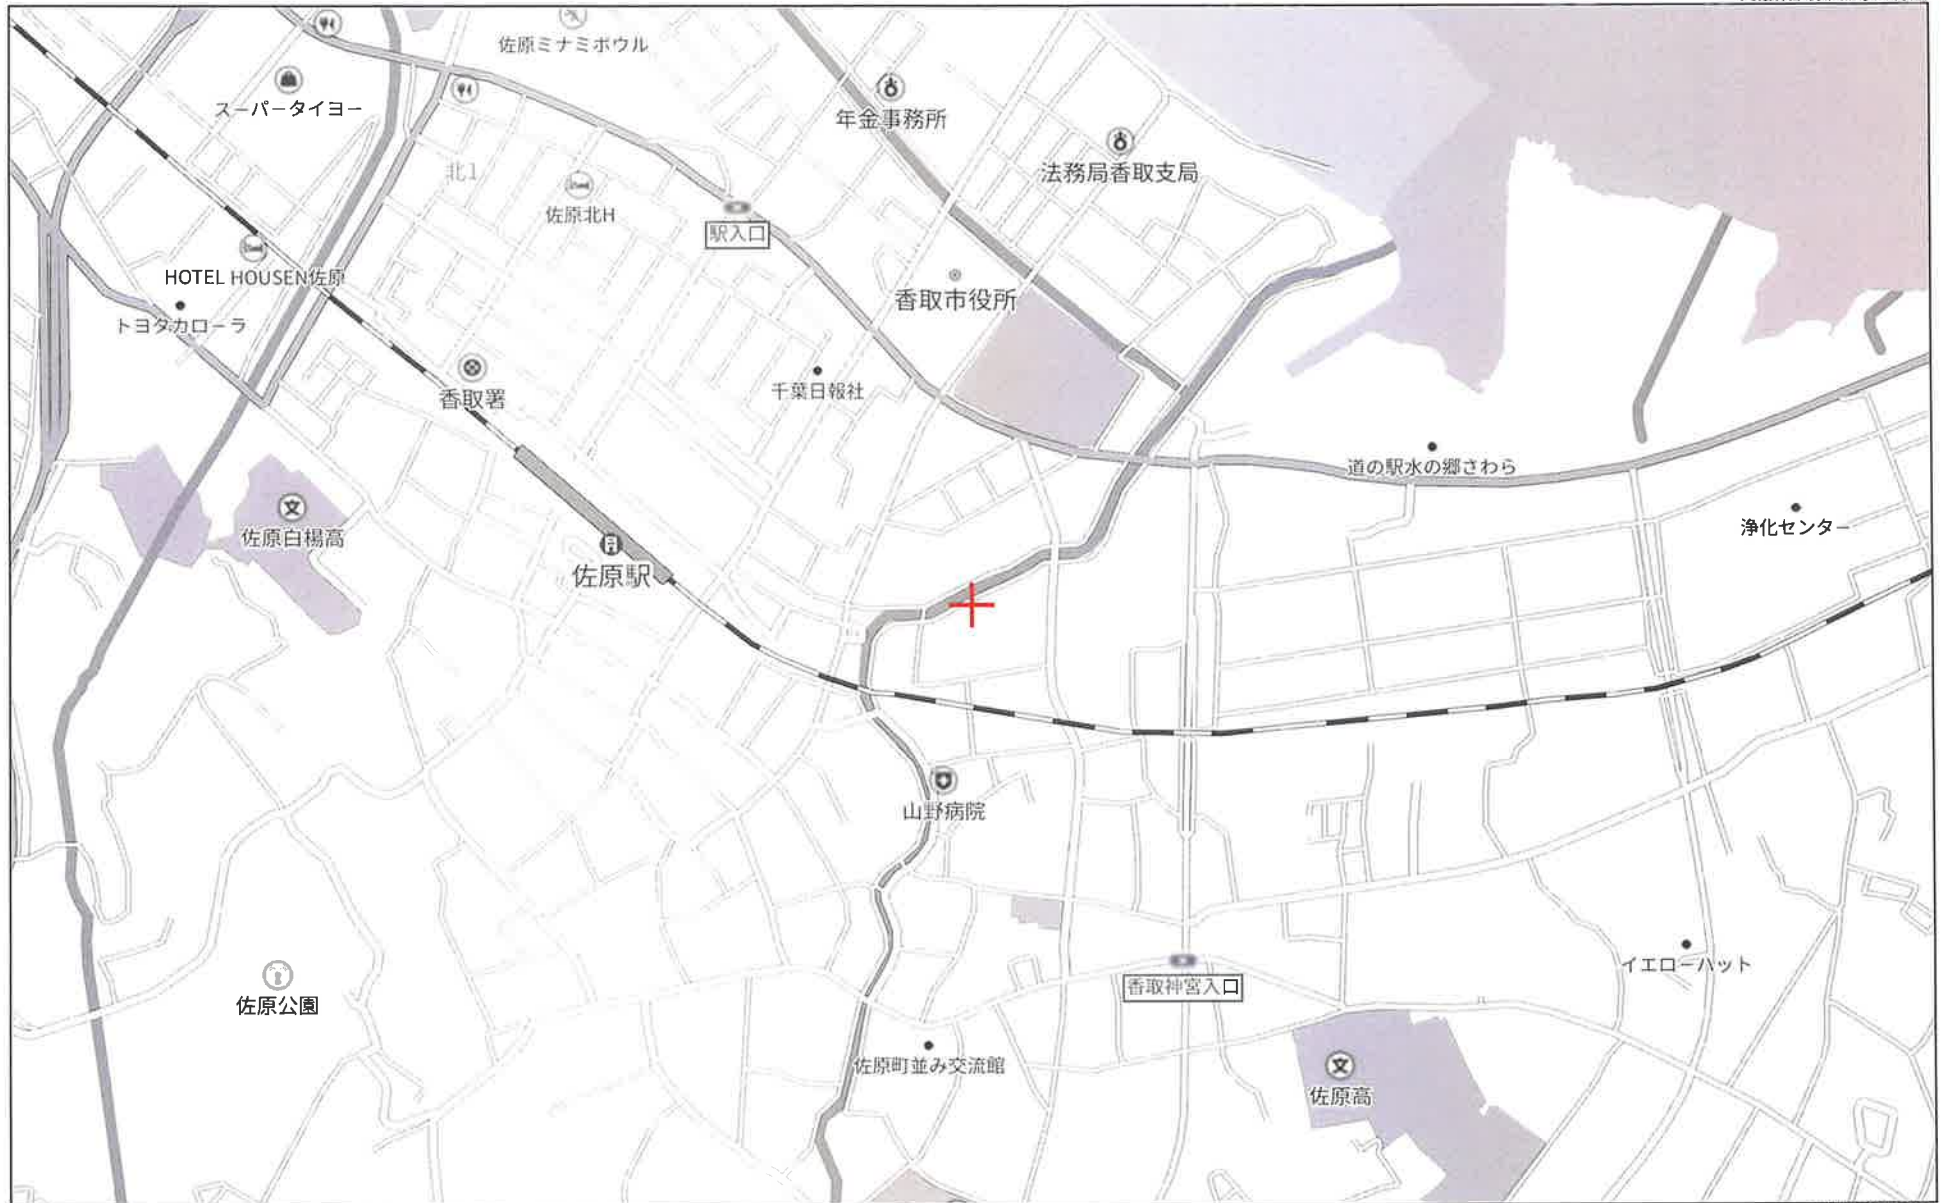 佐原ミナミボウル
スーパータイヨー
年金事務所
法務局香取支局
北1
佐原北H
駅入口
HOTEL HOUSEN佐原
香取市役所
トヨタカローラ
香取署
千葉日報社
道の駅水の郷さわら
浄化センター
佐原白楊高
佐原駅
山野病院
イエローハット
香取神宮入口
佐原公園
佐原町並み交流館
佐原高